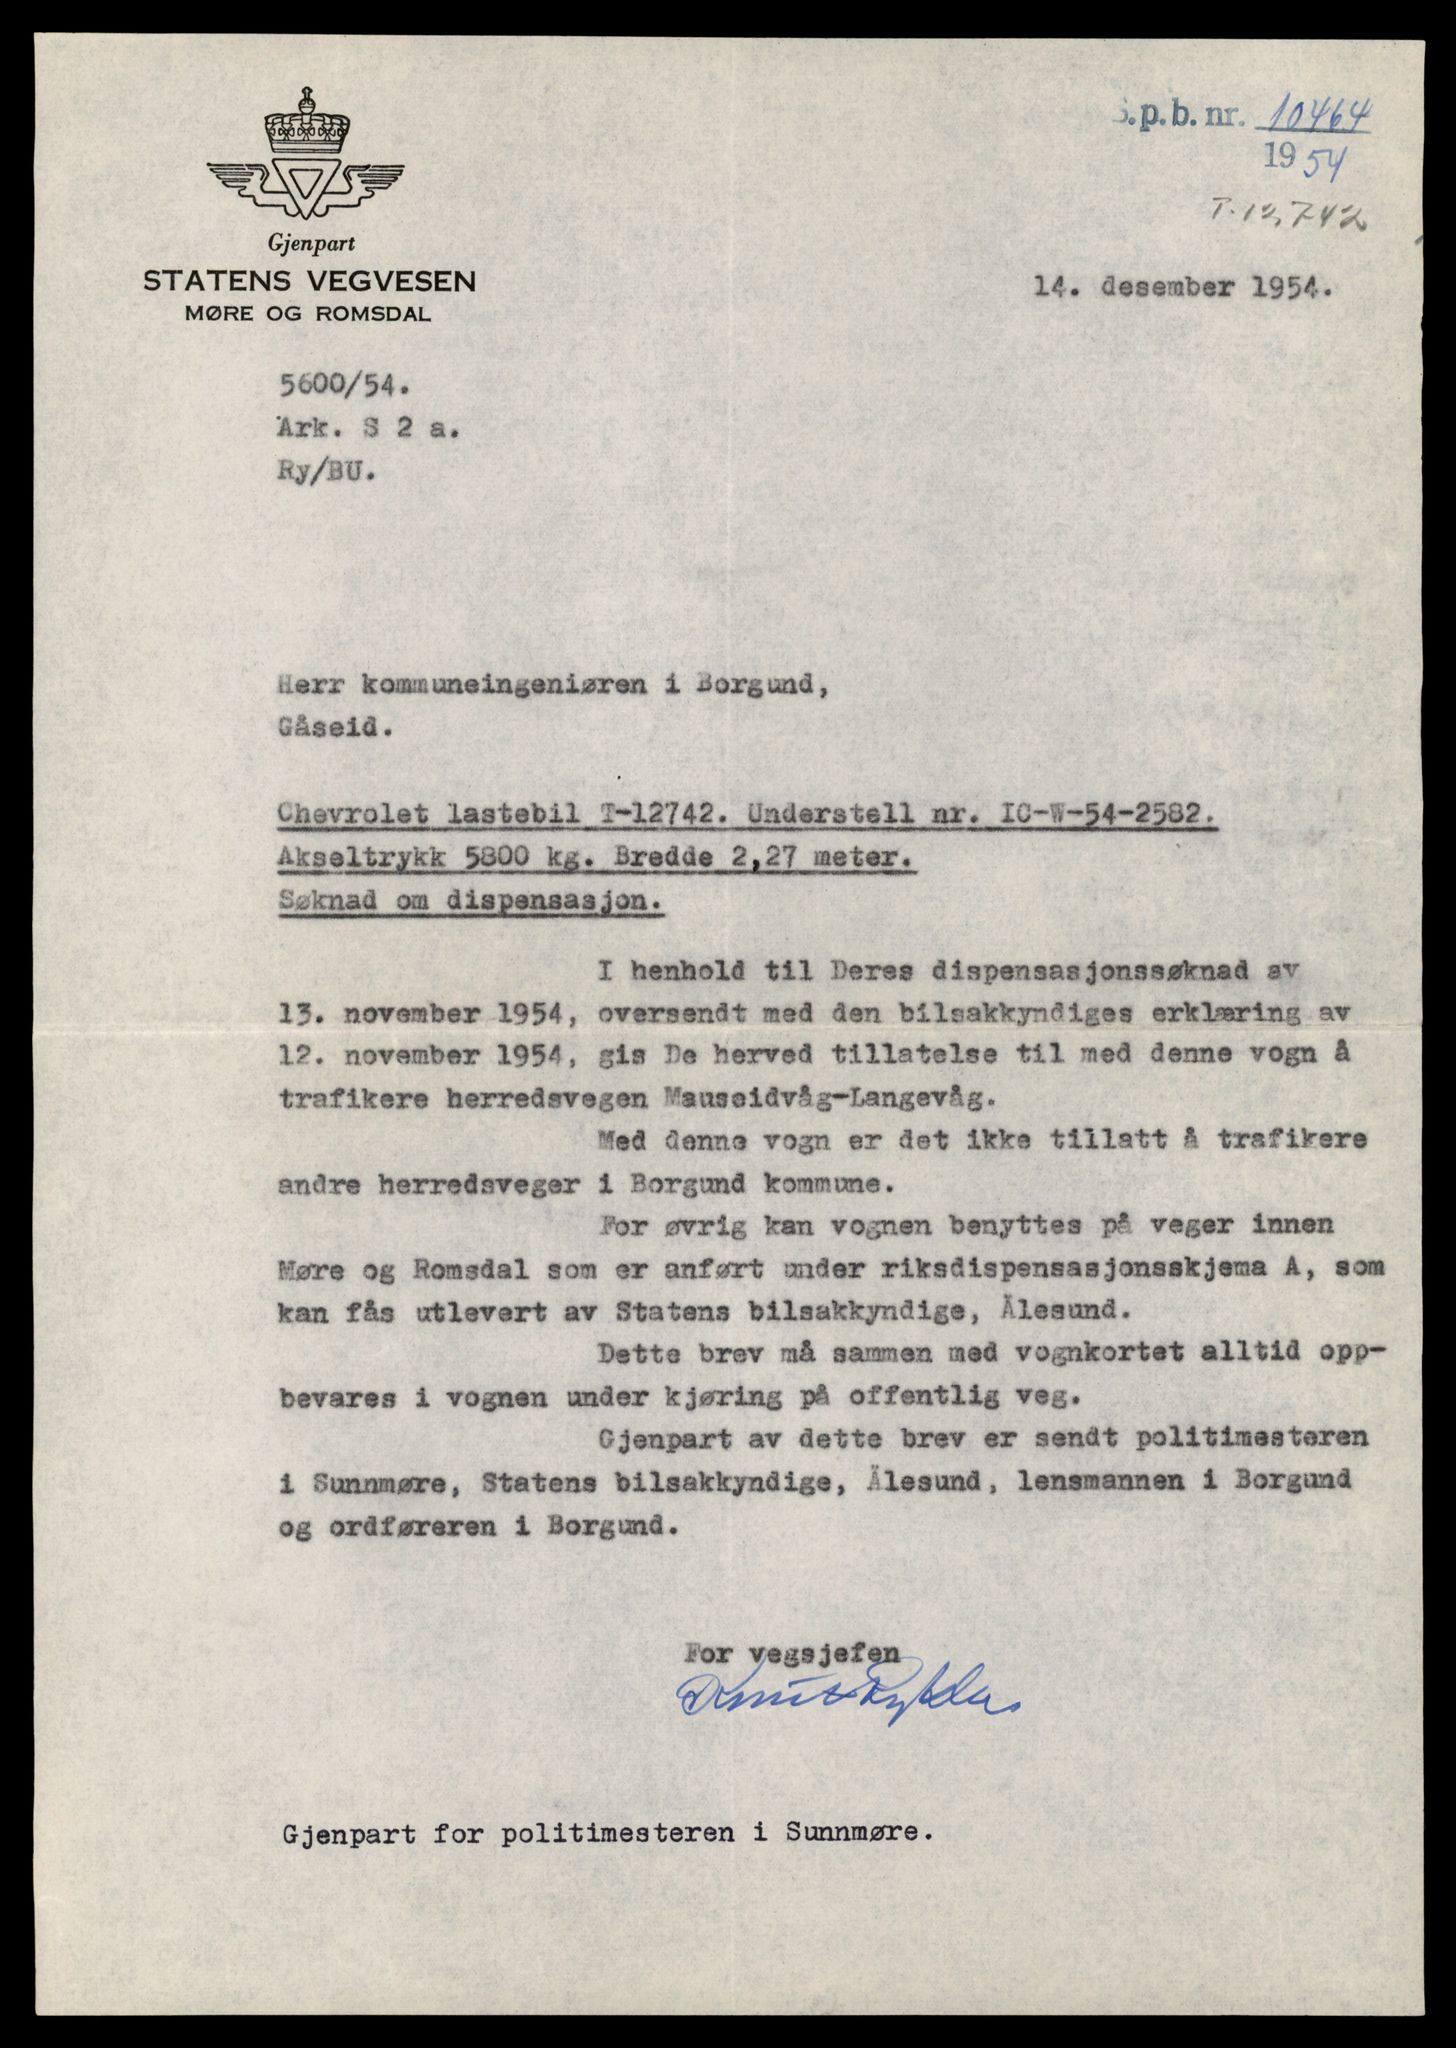 S.p.b. nr. 10464
1954
T-12742
Gjenpart
STATENS VEGVESEN
MØRE OG ROMSDAL
14. desember 1954.
5600/54.
Ark. S 2 a.
Ry/BU.
Herr kommuneingeniøren i Borgund,
Gåseid.
Chevrolet lastebil T-12742. Understell nr. IC-W-54-2582.
Akseltrykk 5800 kg. Bredde 2,27 meter.
Søknad om dispensasjon.
I henhold til Deres dispensasjonssøknad av
13. november 1954, oversendt med den bilsakkyndiges erklæring av
12. november 1954, gis De herved tillatelse til med denne vogn å
trafikere herredsvegen Mauseidvåg-Langevåg.
Med denne vogn er det ikke tillatt å trafikere
andre herredsveger i Borgund kommune.
For øvrig kan vognen benyttes på veger innen
Møre og Romsdal som er anført under riksdispensasjonsskjema A, som
kan fås utlevert av Statens bilsakkyndige, Ålesund.
Dette brev må sammen med vognkortet alltid opp-
bevares i vognen under kjøring på offentlig veg.
Gjenpart av dette brev er sendt politimesteren
i Sunnmøre, Statens bilsakkyndige, Ålesund, lensmannen i Borgund
og ordføreren i Borgund.
For vegsjefen
Gjenpart for politimesteren i Sunnmøre.